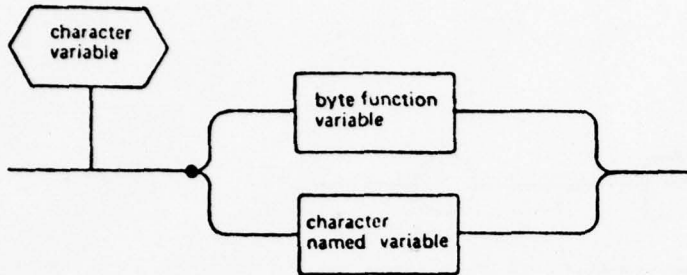 character
variable
byte function
variable
character
named variable